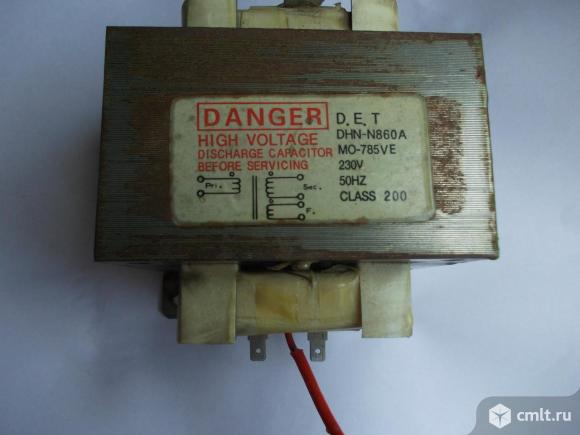 DANGER
HIGH VOLTAGE
DISCHARGE CAPACITOR
BEFORE SERVICING
D.E.T
DHN-N860A
MO-785VE
230V
50HZ
CLASS 200
Pri.
Sec.
F.
cmlt.ru